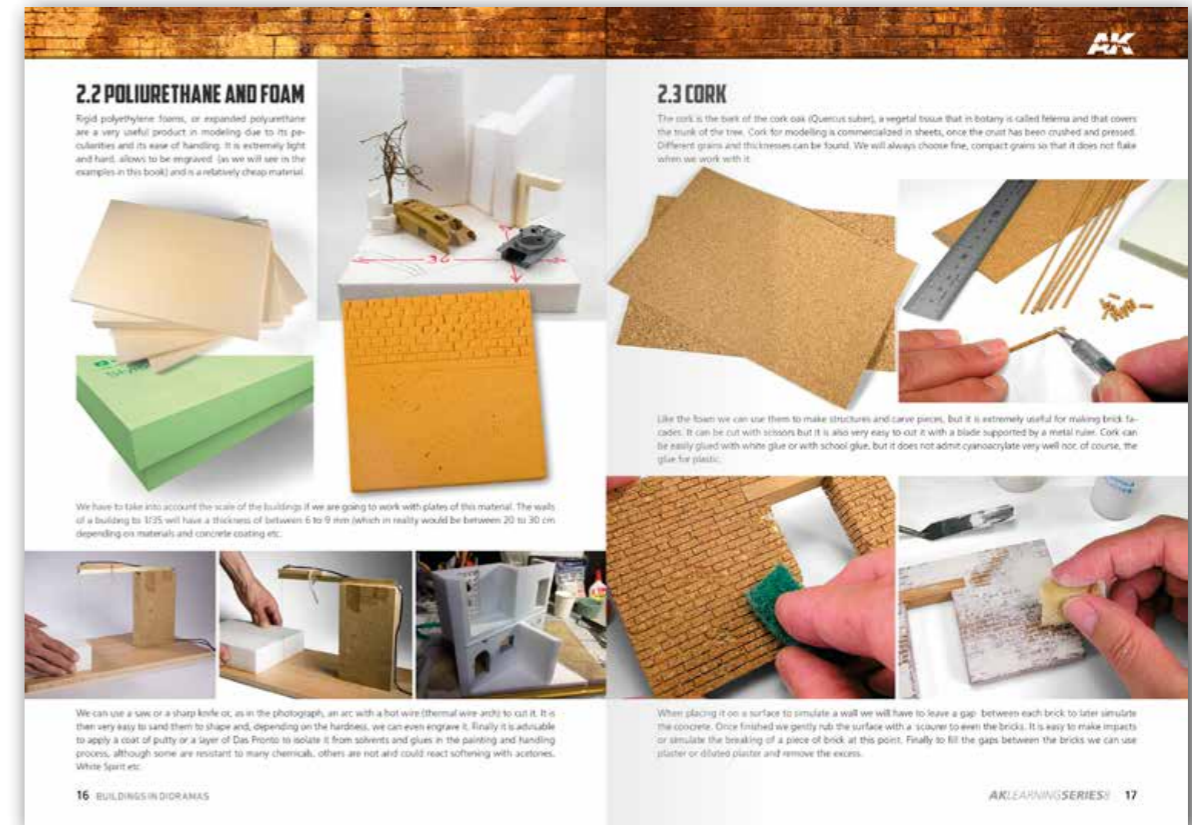 AK
2.2 POLIURETHANE AND FOAM
Rigid polyethylene foams, or expanded polyurethane
are a very useful product in modeling due to its pe-
culiarities and its ease of handling. It is extremely light
and hard, allows to be engraved (as we will see in the
examples in this book) and is a relatively cheap material.
36
We have to take into account the scale of the buildings if we are going to work with plates of this material. The walls
of a building to 1/35 will have a thickness of between 6 to 9 mm (which in reality would be between 20 to 30 cm
depending on materials and concrete coating etc.
We can use a saw or a sharp knife or, as in the photograph, an arc with a hot wire (thermal wire arch) to cut it. It is
then very easy to sand them to shape and, depending on the hardness, we can even engrave it. Finally it is advisable
to apply a coat of putty or a layer of Das Pronto to isolate it from solvents and glues in the painting and handling
process, although some are resistant to many chemicals, others are not and could react softening with acetones,
White Spirit etc.
16 BUILDINGS IN DIORAMAS
2.3 CORK
The cork is the bark of the cork oak (Quercus suber), a vegetal tissue that in botany is called felema and that covers
the trunk of the tree. Cork for modelling is commercialized in sheets, once the crust has been crushed and pressed.
Different grains and thicknesses can be found. We will always choose fine, compact grains so that it does not flake
when we work with it.
Like the foam we can use them to make structures and carve pieces, but it is extremely useful for making brick fa-
cades. It can be cut with scissors but it is also very easy to cut it with a blade supported by a metal ruler. Cork can
be easily glued with white glue or with school glue, but it does not admit cyanoacrylate very well nor, of course, the
glue for plastic.
When placing it on a surface to simulate a wall we will have to leave a gap between each brick to later simulate
the concrete. Once finished we gently rub the surface with a scourer to even the bricks. It is easy to make impacts
or simulate the breaking of a piece of brick at this point. Finally to fill the gaps between the bricks we can use
plaster or diluted plaster and remove the excess.
AKLEARNINGSERIES8 17